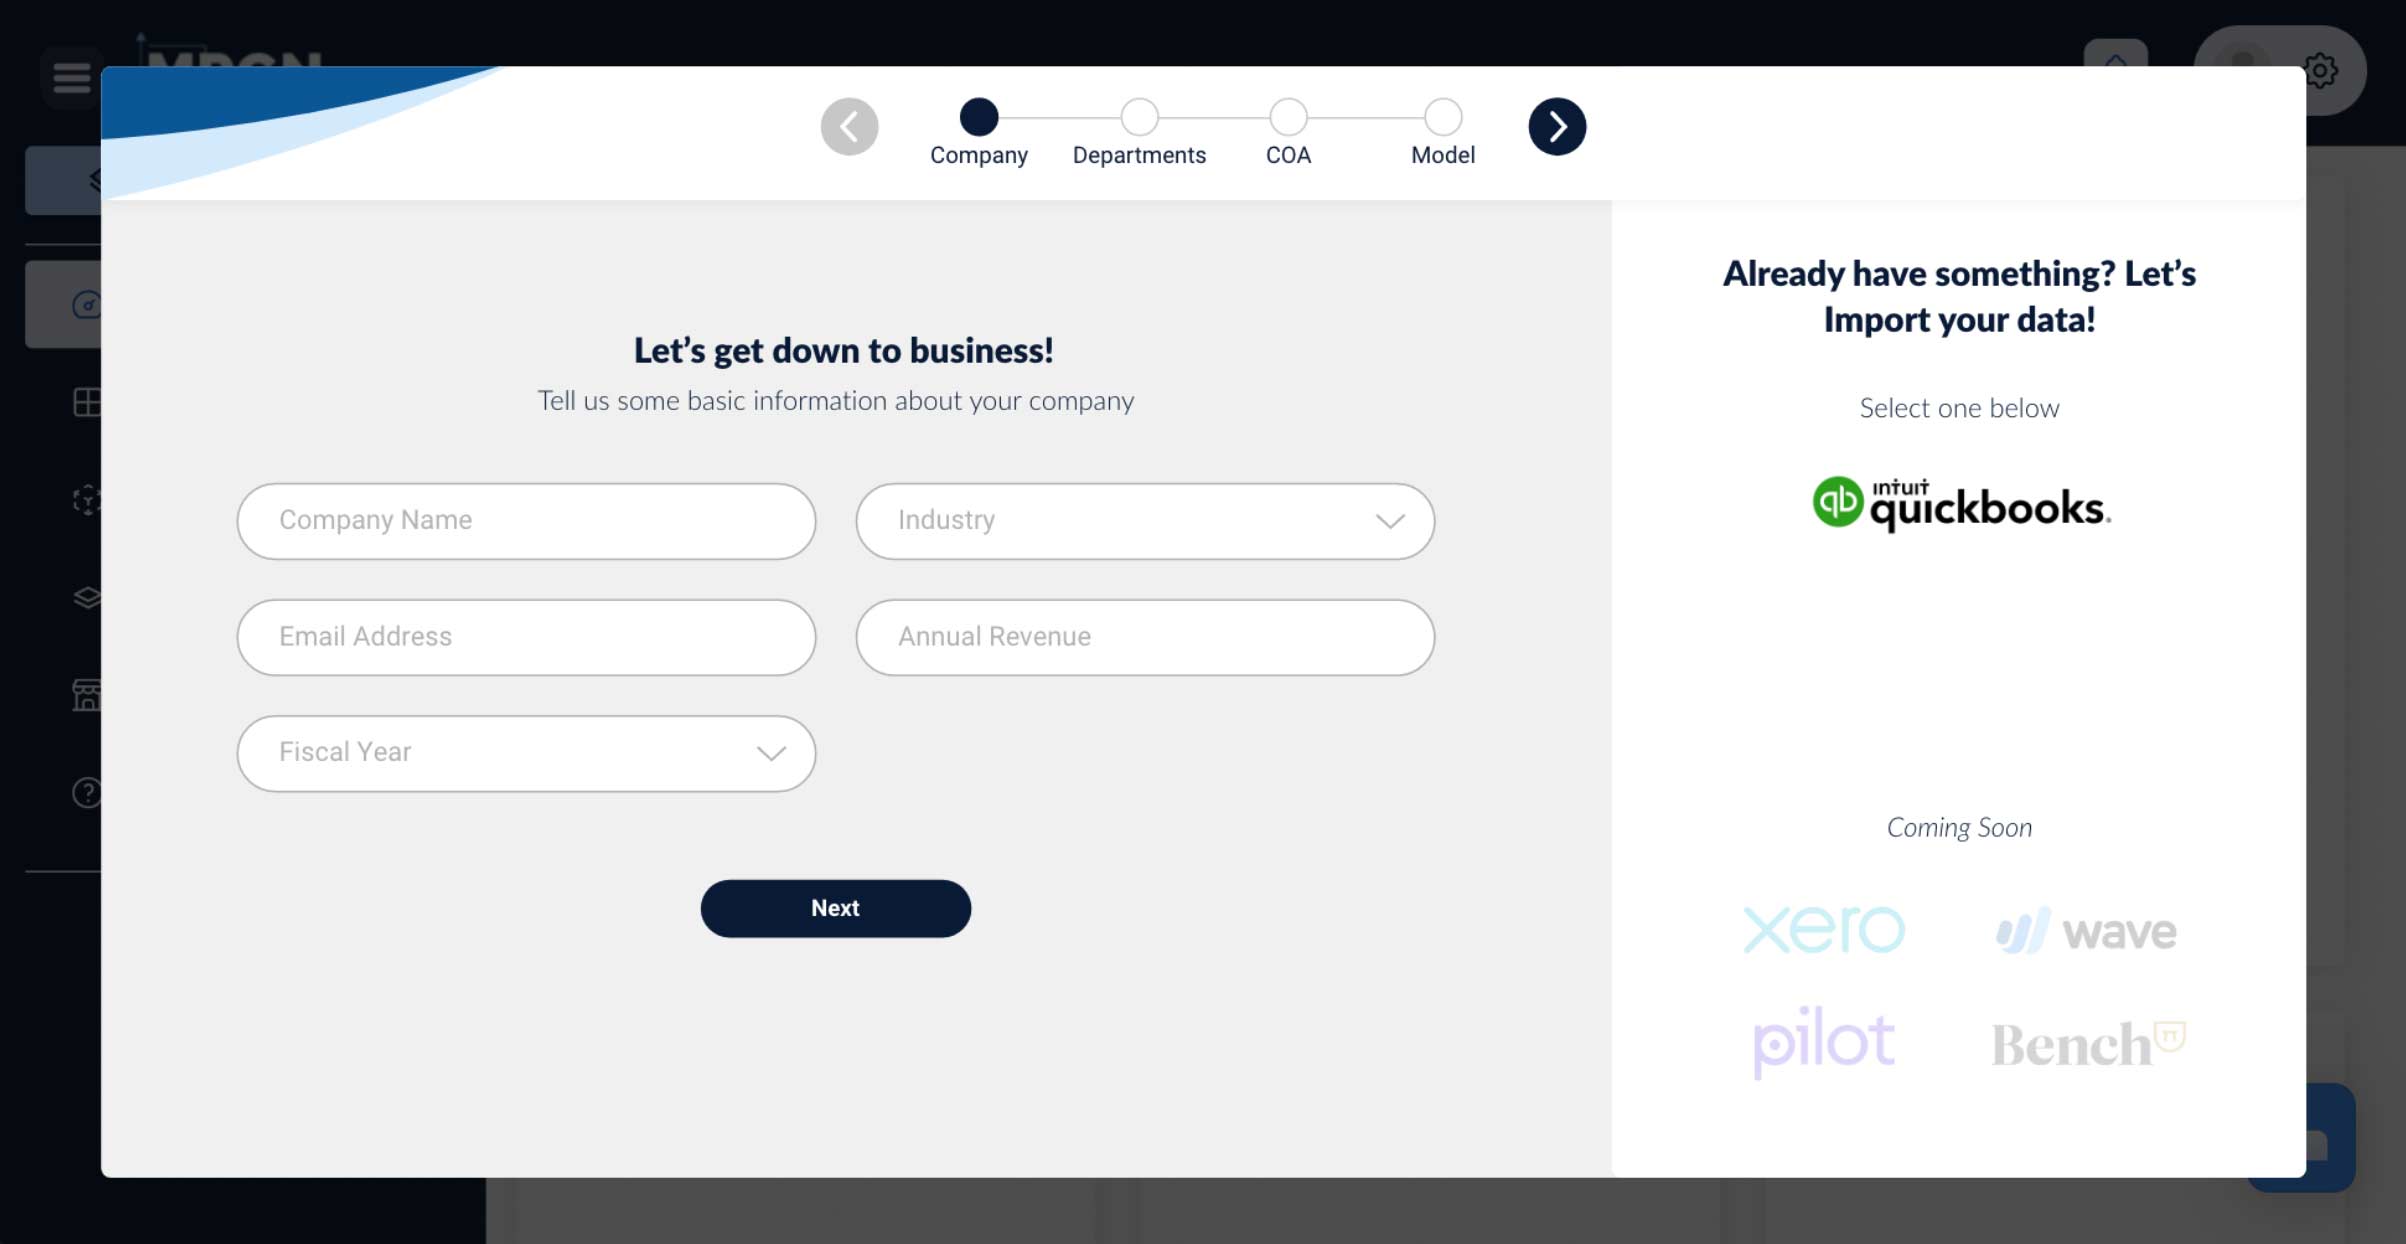 Company
Departments
COA
Model
Let's get down to business!
Tell us some basic information about your company
Company Name
Industry
Email Address
Annual Revenue
Fiscal Year
Next
Already have something? Let's
Import your data!
Select one below
qb
intuit
quickbooks.
Coming Soon
xero
wave
pilot
Bench